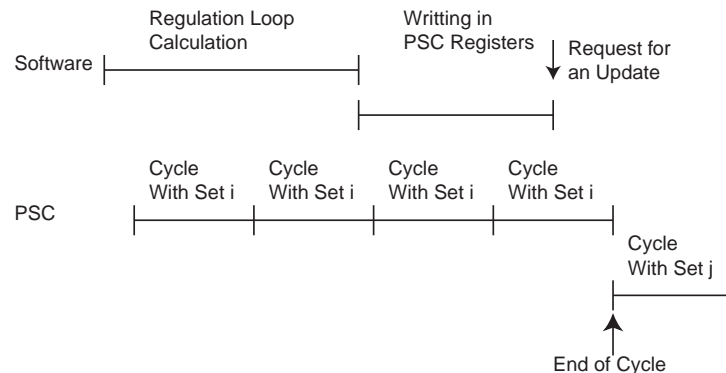 Regulation Loop
Calculation
Writting in
PSC Registers
Software
Request for
an Update
Cycle
With Set i
Cycle
With Set i
Cycle
With Set i
Cycle
With Set i
PSC
Cycle
With Set j
End of Cycle